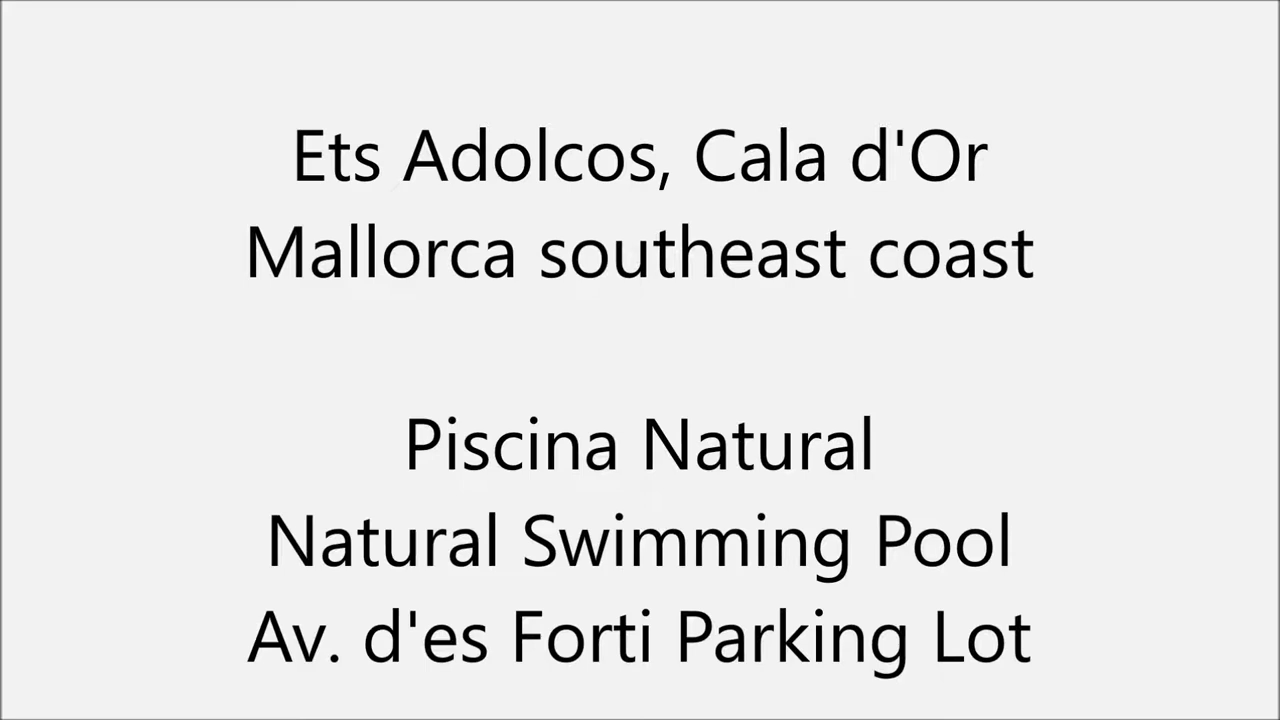 Ets Adolcos, Cala d'Or
Mallorca southeast coast
Piscina Natural
Natural Swimming Pool
Av. d'es Forti Parking Lot